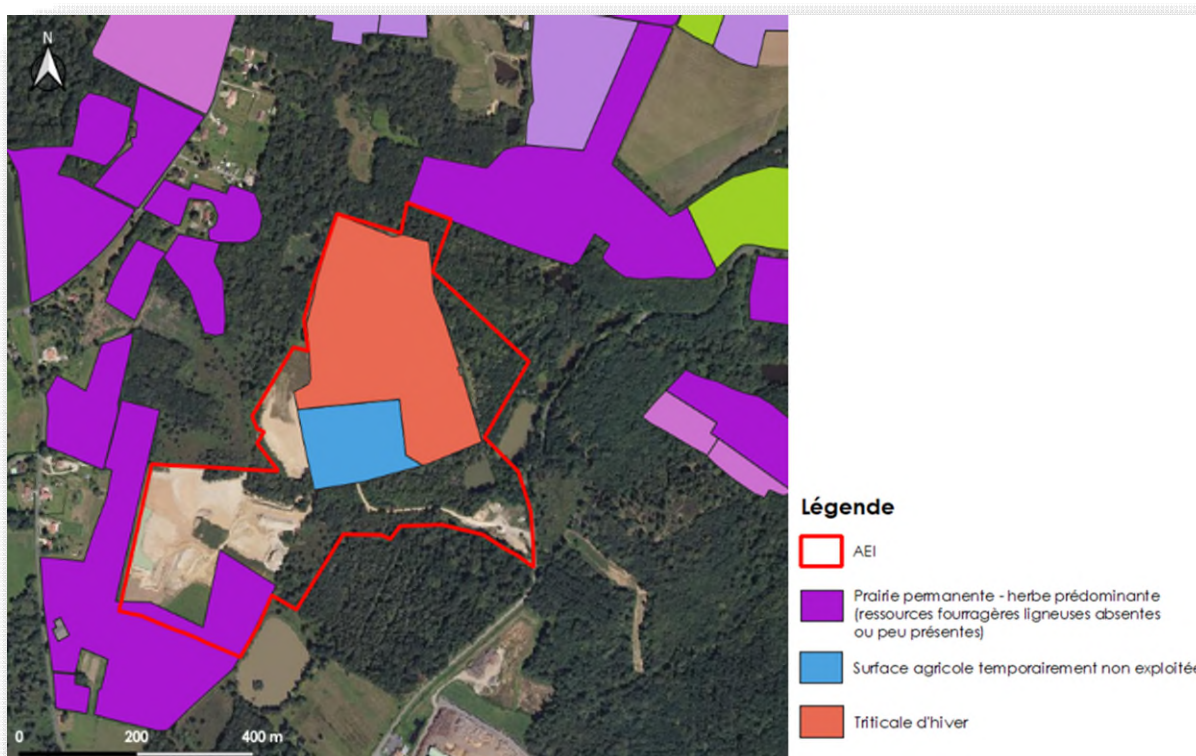 N
Légende
AEI
Prairie permanente - herbe prédominante
(ressources fourragères ligneuses absentes
ou peu présentes)
Surface agricole temporairement non exploitée
Triticale d'hiver
0 200 400 m